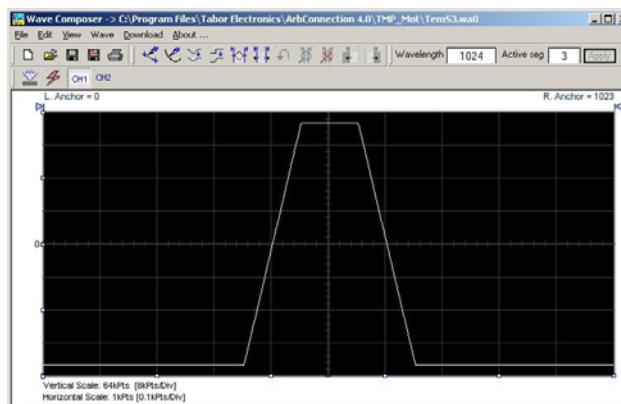 Wave Composer -> C:\Program Files\Tabor Electronics\ArbConnection 4.0\TMP_Mot\Tem53.wa0
File Edit View Wave Download About ...
Wavelength 1024 Active seg 3 Apply
CH1 CH2
L. Anchor = 0 R. Anchor = 1023
0
Vertical Scale: 64kPts [8kPts/Div]
Horizontal Scale: 1kPts [0.1kPts/Div]